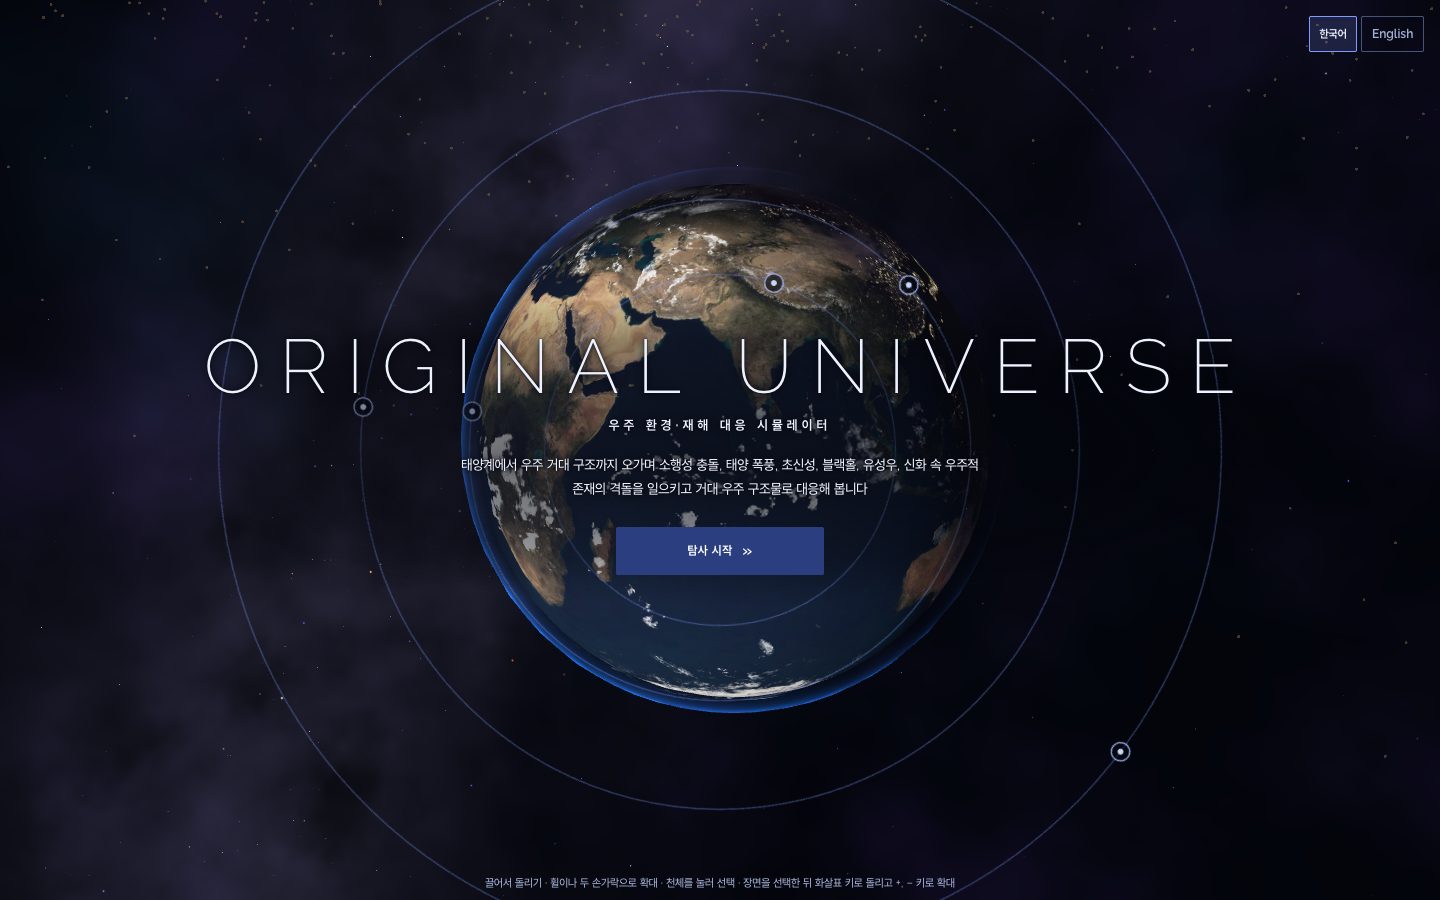 한국어 English
ORIGINAL UNIVERSE
우주 환경·재해 대응 시뮬레이터
태양계에서 우주 거대 구조까지 오가며 소행성 충돌, 태양 폭풍, 초신성, 블랙홀, 유성우, 신화 속 우주적
존재의 격돌을 일으키고 거대 우주 구조물로 대응해 봅니다
탐사 시작 »
끌어서 돌리기 · 휠이나 두 손가락으로 확대 · 천체를 눌러 선택 · 장면을 선택한 뒤 화살표 키로 돌리고 +, − 키로 확대